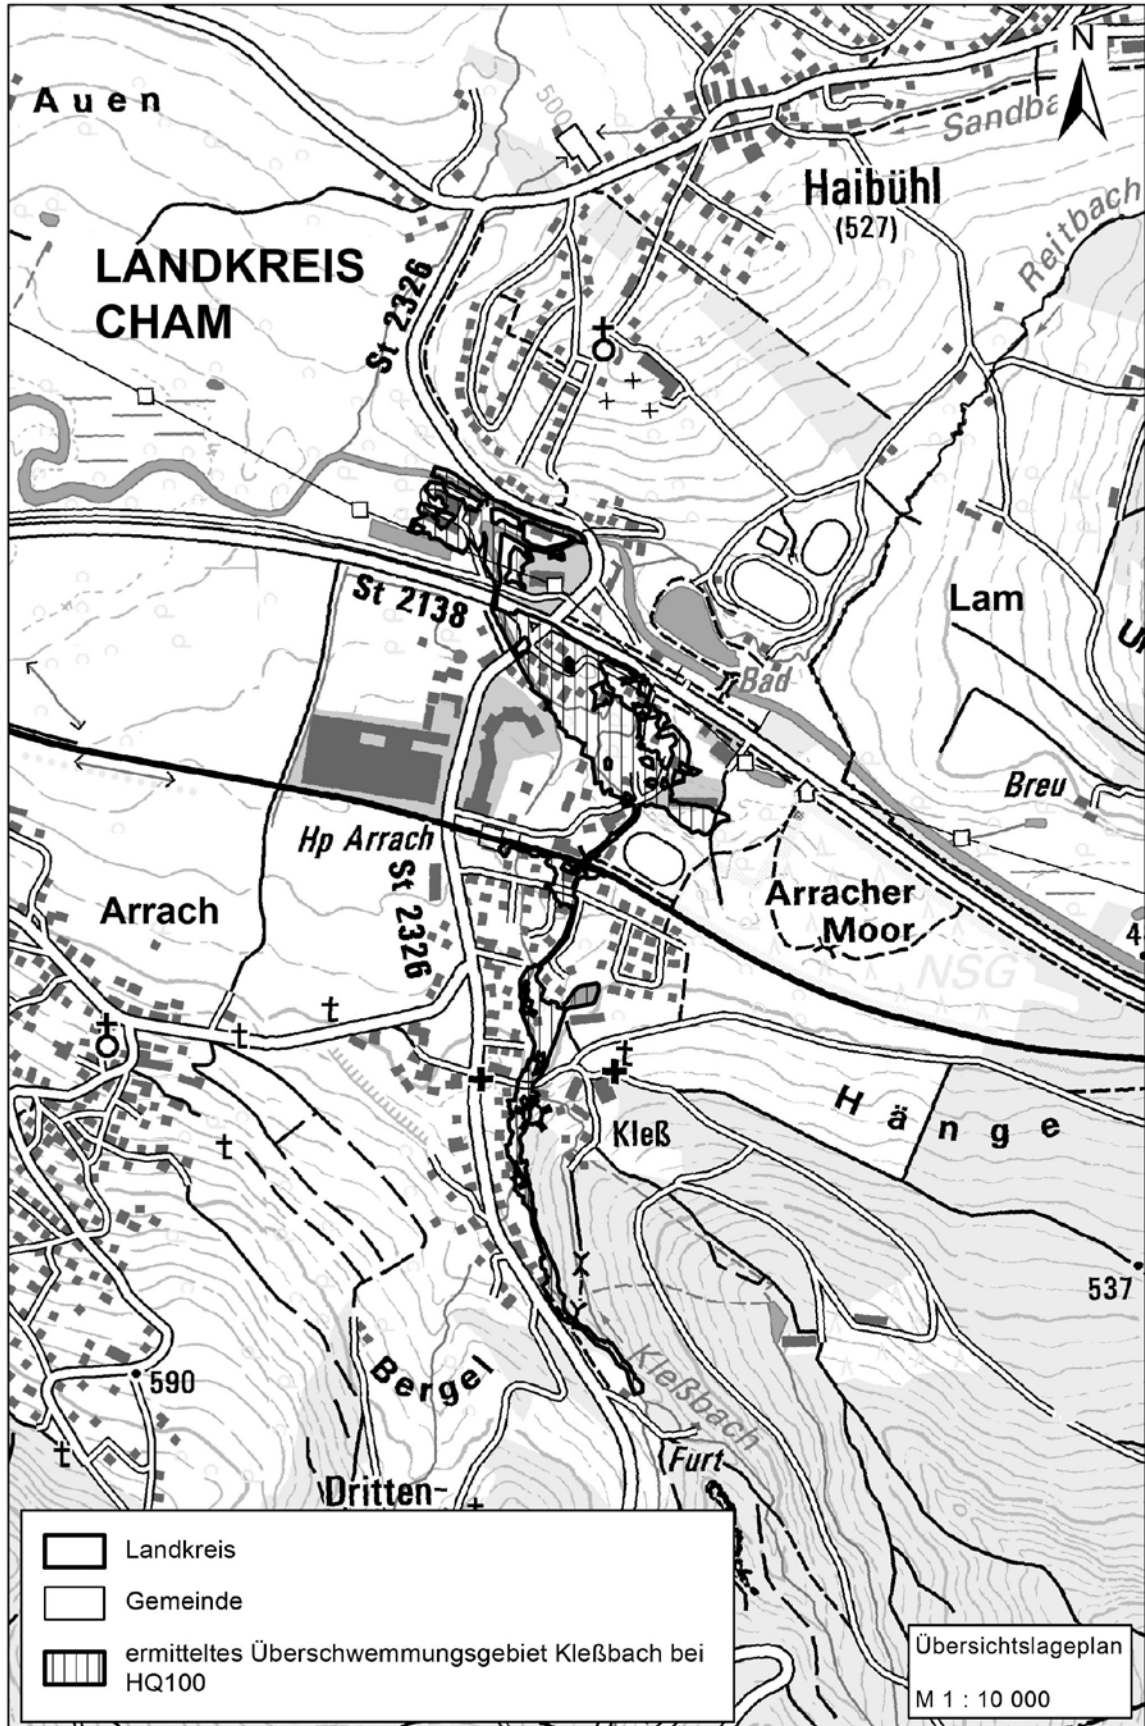 N
Auen
500
Sandba
Haibühl
(527)
Reitbach
LANDKREIS
CHAM
St 2326
Lam
St 2138
Bad
Breu
Hp Arrach
St 2326
Arrach
Arracher
Moor
NSG
4
Hänge
Kleß
537
Bergel
590
Kleßbach
Furt
Dritten-
Landkreis
Gemeinde
ermitteltes Überschwemmungsgebiet Kleßbach bei
HQ100
Übersichtslageplan
M 1 : 10 000